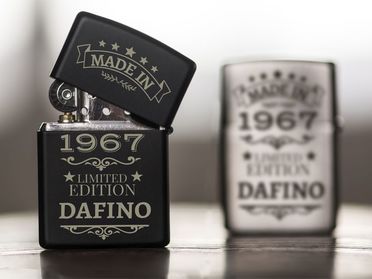 MADE IN
1967
LIMITED
EDITION
DAFINO
MADE IN
1967
LIMITED
EDITION
DAFINO